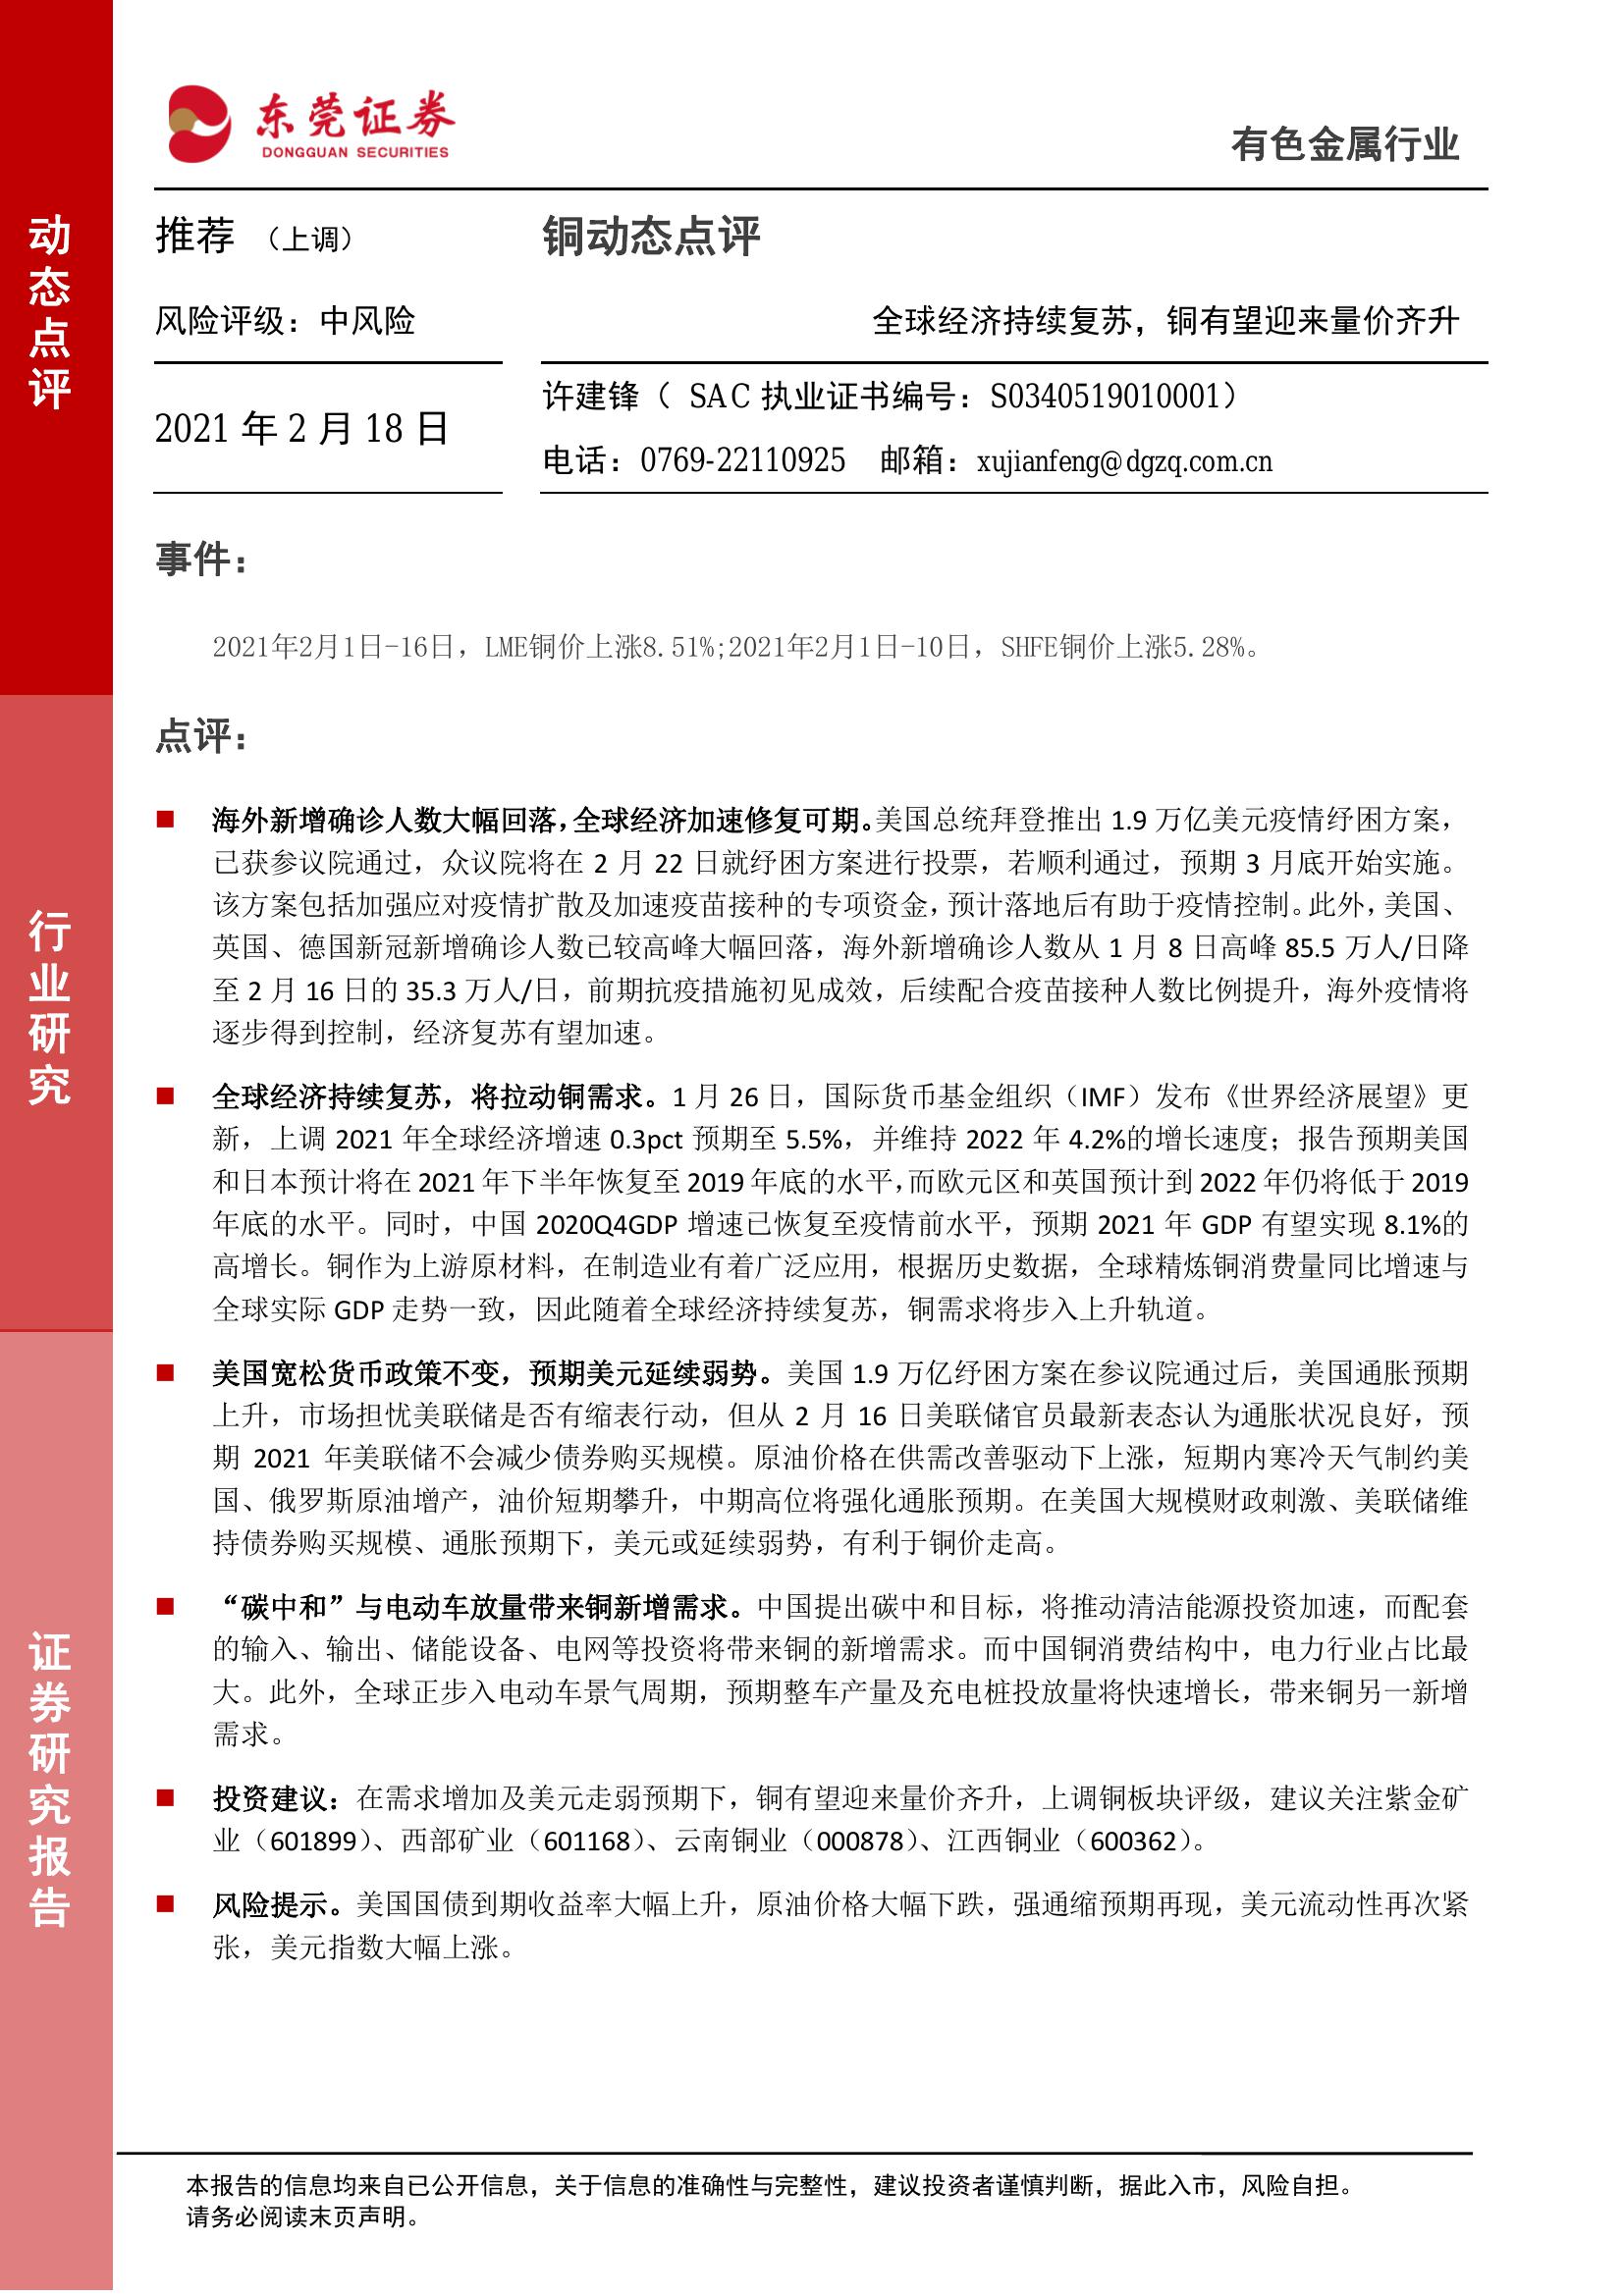 东莞证券
DONGGUAN SECURITIES
有色金属行业
动态点评
行业研究
证券研究报告
推荐 （上调）
铜动态点评
风险评级：中风险
全球经济持续复苏，铜有望迎来量价齐升
2021 年 2 月 18 日
许建锋（ SAC 执业证书编号：S0340519010001）
电话：0769-22110925 邮箱：xujianfeng@dgzq.com.cn
事件：
2021年2月1日-16日，LME铜价上涨8.51%;2021年2月1日-10日，SHFE铜价上涨5.28%。
点评：
■ 海外新增确诊人数大幅回落，全球经济加速修复可期。美国总统拜登推出 1.9 万亿美元疫情纾困方案，
已获参议院通过，众议院将在 2 月 22 日就纾困方案进行投票，若顺利通过，预期 3 月底开始实施。
该方案包括加强应对疫情扩散及加速疫苗接种的专项资金，预计落地后有助于疫情控制。此外，美国、
英国、德国新冠新增确诊人数已较高峰大幅回落，海外新增确诊人数从 1 月 8 日高峰 85.5 万人/日降
至 2 月 16 日的 35.3 万人/日，前期抗疫措施初见成效，后续配合疫苗接种人数比例提升，海外疫情将
逐步得到控制，经济复苏有望加速。
■ 全球经济持续复苏，将拉动铜需求。1 月 26 日，国际货币基金组织（IMF）发布《世界经济展望》更
新，上调 2021 年全球经济增速 0.3pct 预期至 5.5%，并维持 2022 年 4.2%的增长速度；报告预期美国
和日本预计将在 2021 年下半年恢复至 2019 年底的水平，而欧元区和英国预计到 2022 年仍将低于 2019
年底的水平。同时，中国 2020Q4GDP 增速已恢复至疫情前水平，预期 2021 年 GDP 有望实现 8.1%的
高增长。铜作为上游原材料，在制造业有着广泛应用，根据历史数据，全球精炼铜消费量同比增速与
全球实际 GDP 走势一致，因此随着全球经济持续复苏，铜需求将步入上升轨道。
■ 美国宽松货币政策不变，预期美元延续弱势。美国 1.9 万亿纾困方案在参议院通过后，美国通胀预期
上升，市场担忧美联储是否有缩表行动，但从 2 月 16 日美联储官员最新表态认为通胀状况良好，预
期 2021 年美联储不会减少债券购买规模。原油价格在供需改善驱动下上涨，短期内寒冷天气制约美
国、俄罗斯原油增产，油价短期攀升，中期高位将强化通胀预期。在美国大规模财政刺激、美联储维
持债券购买规模、通胀预期下，美元或延续弱势，有利于铜价走高。
■ “碳中和”与电动车放量带来铜新增需求。中国提出碳中和目标，将推动清洁能源投资加速，而配套
的输入、输出、储能设备、电网等投资将带来铜的新增需求。而中国铜消费结构中，电力行业占比最
大。此外，全球正步入电动车景气周期，预期整车产量及充电桩投放量将快速增长，带来铜另一新增
需求。
■ 投资建议：在需求增加及美元走弱预期下，铜有望迎来量价齐升，上调铜板块评级，建议关注紫金矿
业（601899）、西部矿业（601168）、云南铜业（000878）、江西铜业（600362）。
■ 风险提示。美国国债到期收益率大幅上升，原油价格大幅下跌，强通缩预期再现，美元流动性再次紧
张，美元指数大幅上涨。
本报告的信息均来自已公开信息，关于信息的准确性与完整性，建议投资者谨慎判断，据此入市，风险自担。
请务必阅读末页声明。